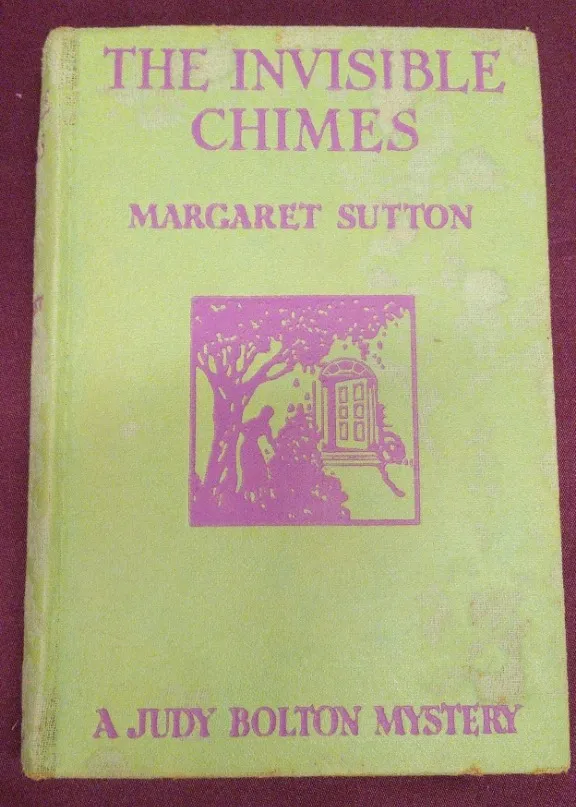 THE INVISIBLE
CHIMES
MARGARET SUTTON
A JUDY BOLTON MYSTERY